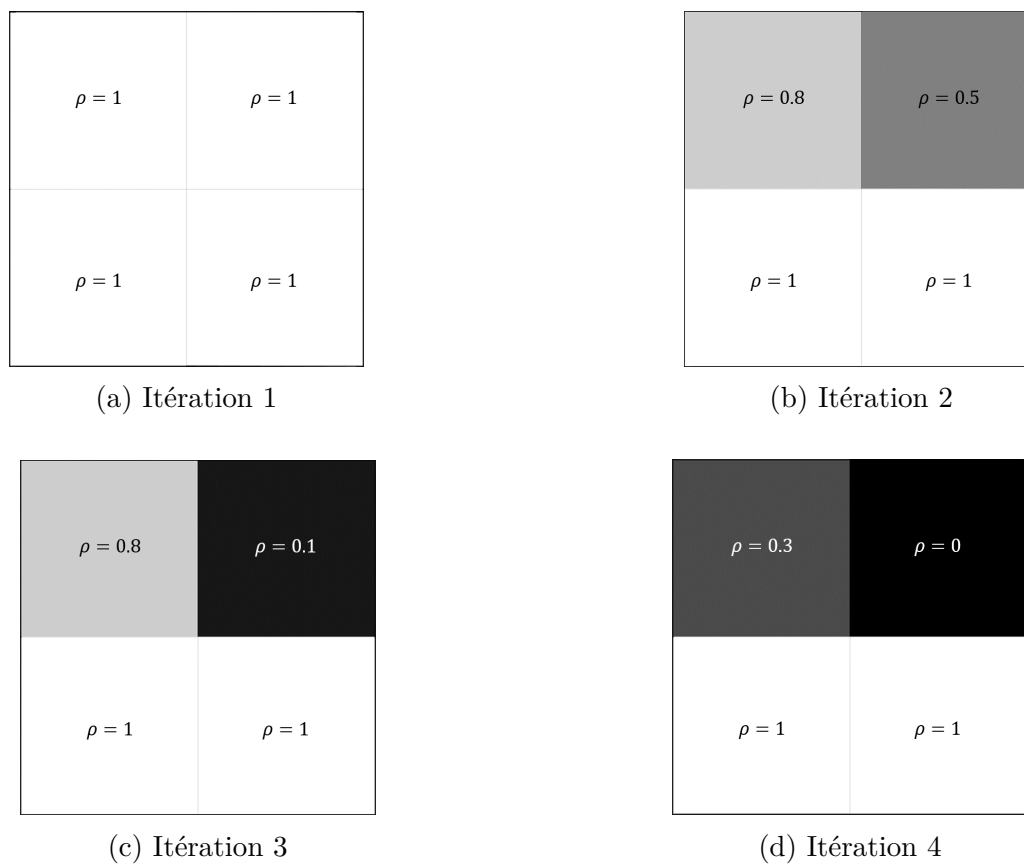 ρ = 1 ρ = 1
ρ = 1 ρ = 1
(a) Itération 1
ρ = 0.8 ρ = 0.5
ρ = 1 ρ = 1
(b) Itération 2
ρ = 0.8 ρ = 0.1
ρ = 1 ρ = 1
(c) Itération 3
ρ = 0.3 ρ = 0
ρ = 1 ρ = 1
(d) Itération 4